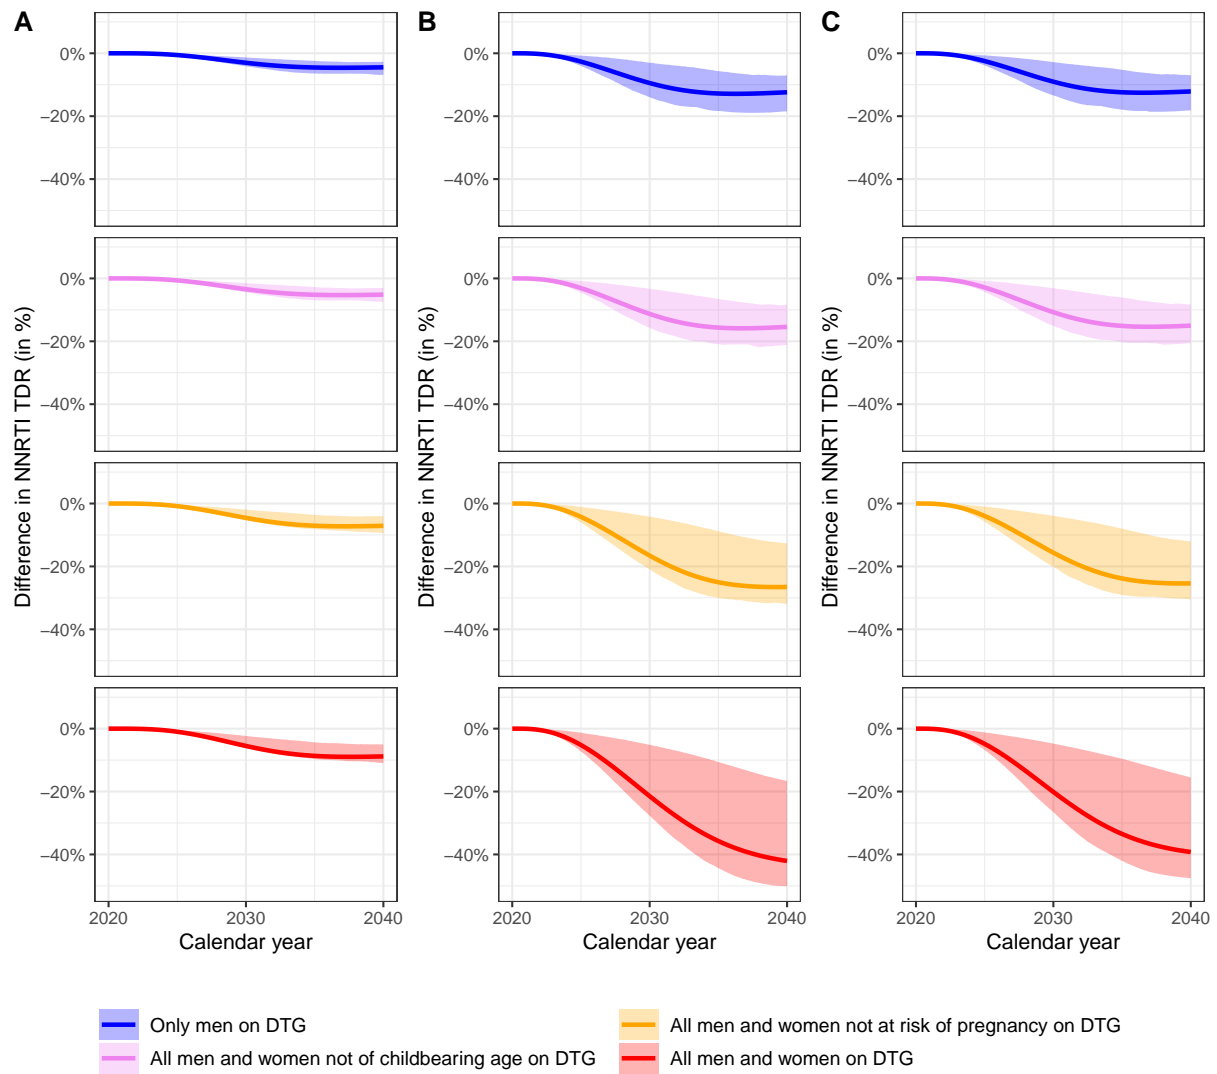 A
B
C
Difference in NNRTI TDR (in %)
Difference in NNRTI TDR (in %)
Difference in NNRTI TDR (in %)
0%
−20%
−40%
0%
−20%
−40%
0%
−20%
−40%
0%
−20%
−40%
0%
−20%
−40%
0%
−20%
−40%
0%
−20%
−40%
0%
−20%
−40%
0%
−20%
−40%
0%
−20%
−40%
0%
−20%
−40%
0%
−20%
−40%
2020 2030 2040
2020 2030 2040
2020 2030 2040
Calendar year
Calendar year
Calendar year
Only men on DTG
All men and women not at risk of pregnancy on DTG
All men and women not of childbearing age on DTG
All men and women on DTG